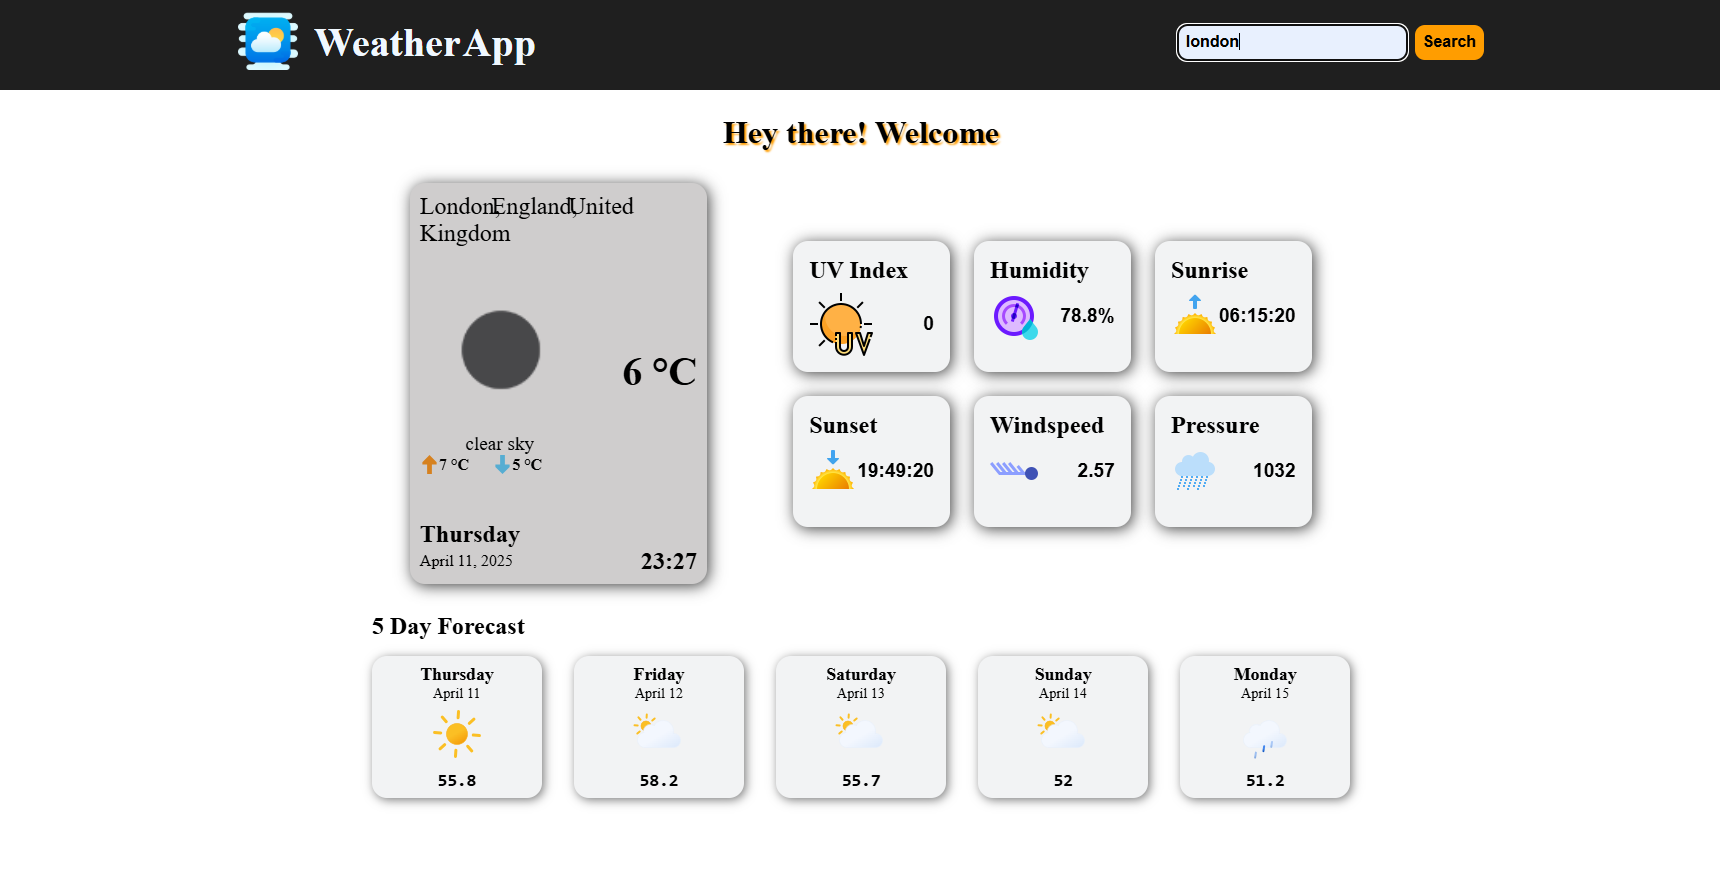 WeatherApp
london
Search
Hey there! Welcome
London,England,United
Kingdom
6 °C
clear sky
7 °C 5 °C
Thursday
April 11, 2025
23:27
UV Index
UV
0
Humidity
78.8%
Sunrise
06:15:20
Sunset
19:49:20
Windspeed
2.57
Pressure
1032
5 Day Forecast
Thursday
April 11
55.8
Friday
April 12
58.2
Saturday
April 13
55.7
Sunday
April 14
52
Monday
April 15
51.2